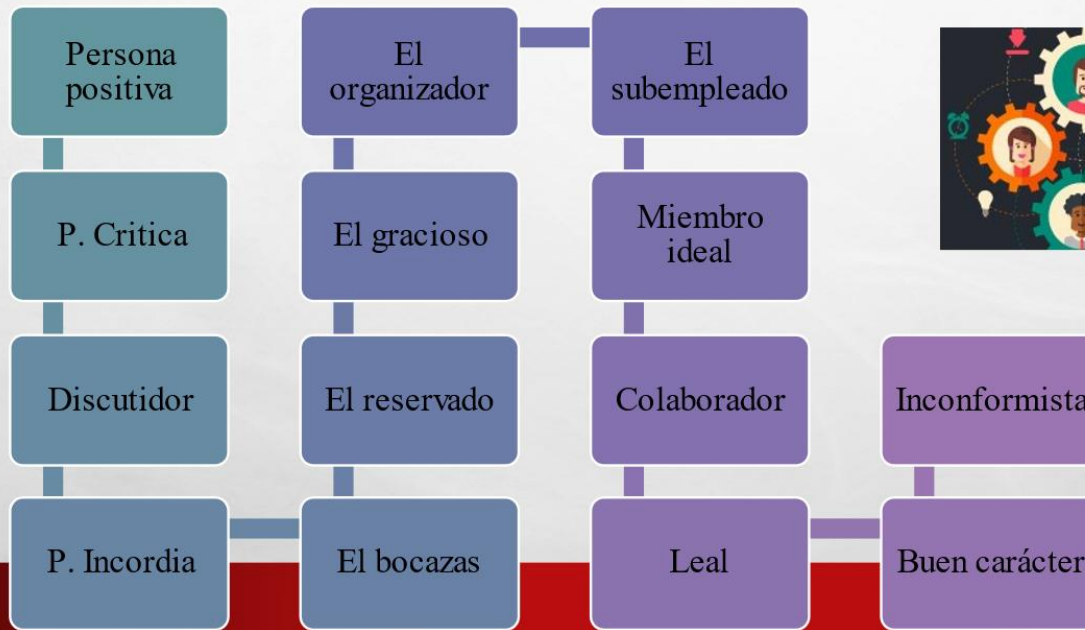 Persona
positiva
P. Critica
Discutidor
P. Incordia
El bocazas
El reservado
El gracioso
El
organizador
El
subempleado
Miembro
ideal
Colaborador
Leal
Buen carácter
Inconformista